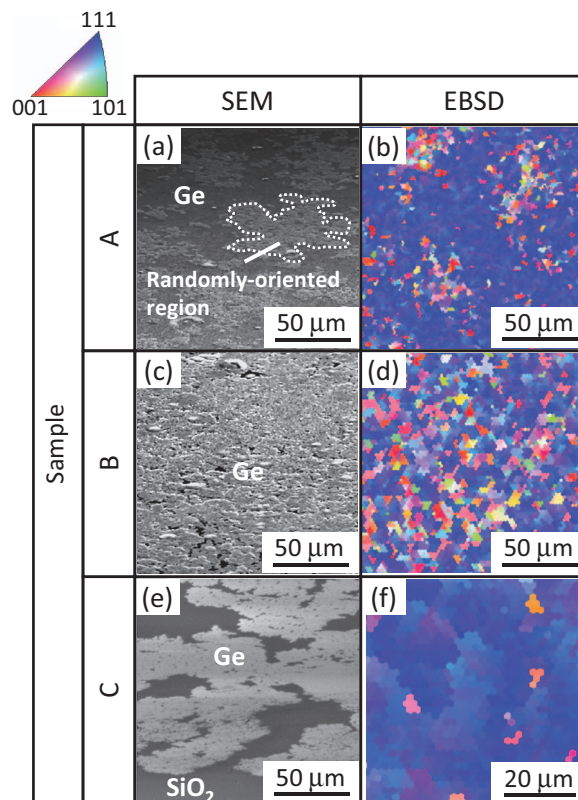 111
001 101
SEM EBSD
Sample
A
(a)
Ge
Randomly-oriented
region
50 μm
(b)
50 μm
B
(c)
Ge
50 μm
(d)
50 μm
C
(e)
Ge
SiO₂
50 μm
(f)
20 μm